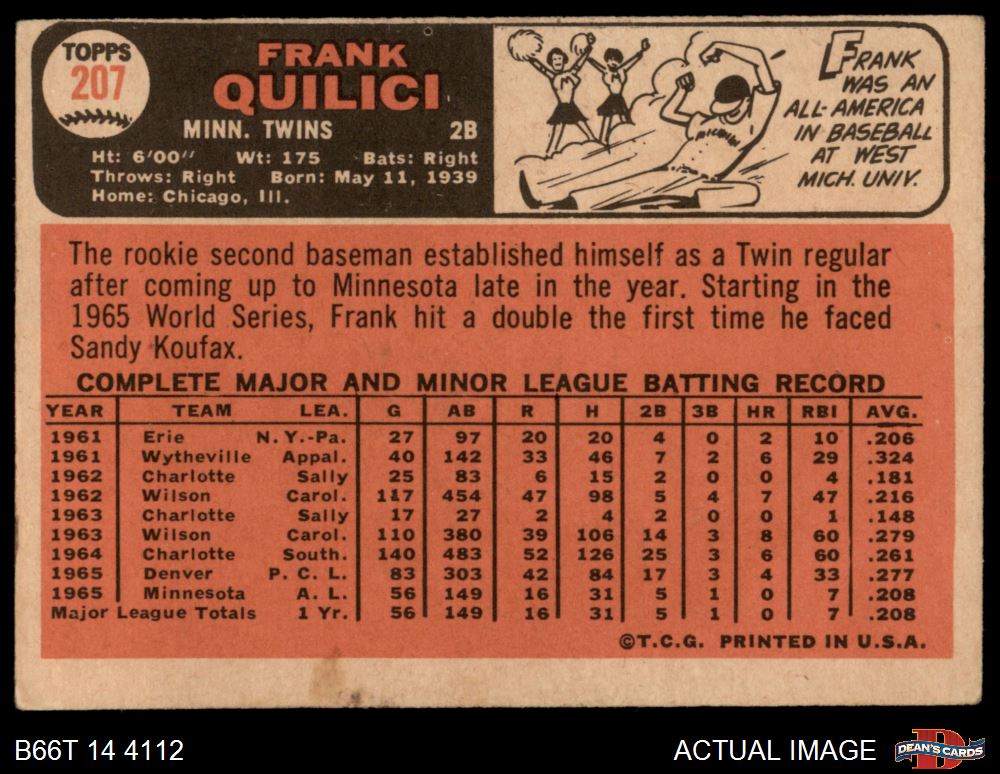 TOPPS
207
FRANK
QUILICI
MINN. TWINS 2B
Ht: 6'00" Wt: 175 Bats: Right
Throws: Right Born: May 11, 1939
Home: Chicago, Ill.
FRANK
WAS AN
ALL-AMERICA
IN BASEBALL
AT WEST
MICH. UNIV.
MICHIGAN
The rookie second baseman established himself as a Twin regular
after coming up to Minnesota late in the year. Starting in the
1965 World Series, Frank hit a double the first time he faced
Sandy Koufax.
COMPLETE MAJOR AND MINOR LEAGUE BATTING RECORD
YEAR TEAM LEA. G AB R H 2B 3B HR RBI AVG.
1961 Erie N.Y.-Pa. 27 97 20 20 4 0 2 10 .206
1961 Wytheville Appal. 40 142 33 46 7 2 6 29 .324
1962 Charlotte Sally 25 83 6 15 2 0 0 4 .181
1962 Wilson Carol. 117 454 47 98 5 4 7 47 .216
1963 Charlotte Sally 17 27 2 4 2 0 0 1 .148
1963 Wilson Carol. 110 380 39 106 14 3 8 60 .279
1964 Charlotte South. 140 483 52 126 25 3 6 60 .261
1965 Denver P. C. L. 83 303 42 84 17 3 4 33 .277
1965 Minnesota A. L. 56 149 16 31 5 1 0 7 .208
Major League Totals 1 Yr. 56 149 16 31 5 1 0 7 .208
©T.C.G. PRINTED IN U.S.A.
B66T 14 4112
ACTUAL IMAGE
DEAN'S CARDS